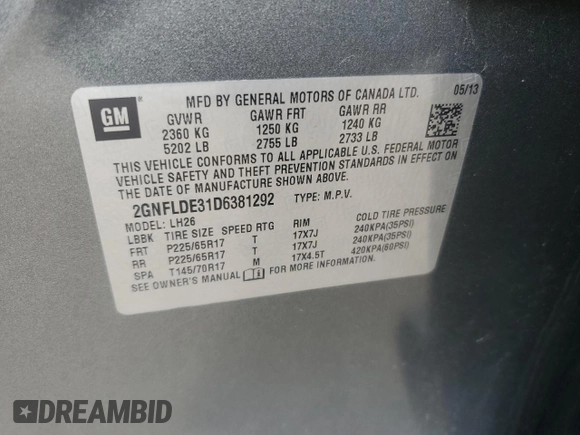 GM
MFD BY GENERAL MOTORS OF CANADA LTD. 05/13
GVWR GAWR FRT GAWR RR
2360 KG 1250 KG 1240 KG
5202 LB 2755 LB 2733 LB
THIS VEHICLE CONFORMS TO ALL APPLICABLE U.S. FEDERAL MOTOR
VEHICLE SAFETY AND THEFT PREVENTION STANDARDS IN EFFECT ON
THE DATE OF MANUFACTURE SHOWN ABOVE.
2GNFLDE31D6381292 TYPE: M.P.V.
MODEL: LH26
LBBK TIRE SIZE SPEED RTG RIM COLD TIRE PRESSURE
FRT P225/65R17 T 17X7J 240KPA(35PSI)
RR P225/65R17 T 17X7J 240KPA(35PSI)
SPA T145/70R17 M 17X4.5T 420KPA(60PSI)
SEE OWNER'S MANUAL i FOR MORE INFORMATION.
DREAMBID